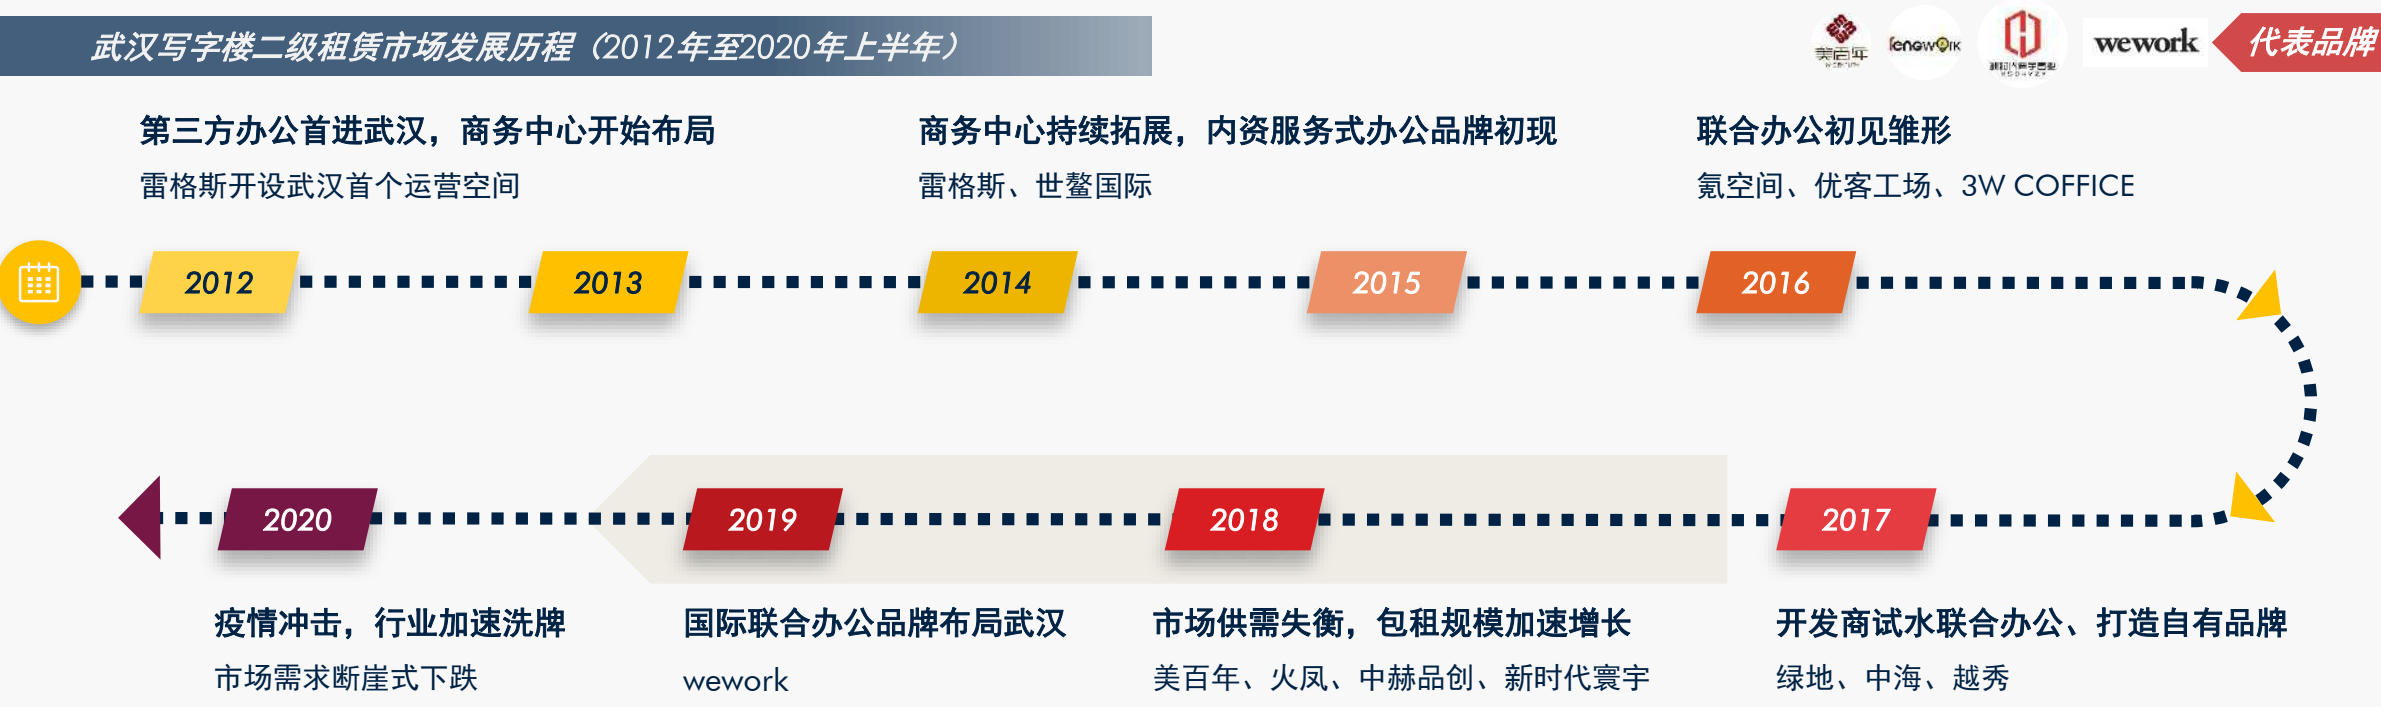 武汉写字楼二级租赁市场发展历程（2012年至2020年上半年）
美百年
fengwork
wework
代表品牌
第三方办公首进武汉，商务中心开始布局
雷格斯开设武汉首个运营空间
商务中心持续拓展，内资服务式办公品牌初现
雷格斯、世鳌国际
联合办公初见雏形
氪空间、优客工场、3W COFFICE
2012
2013
2014
2015
2016
2020
2019
2018
2017
疫情冲击，行业加速洗牌
市场需求断崖式下跌
国际联合办公品牌布局武汉
wework
市场供需失衡，包租规模加速增长
美百年、火凤、中赫品创、新时代寰宇
开发商试水联合办公、打造自有品牌
绿地、中海、越秀